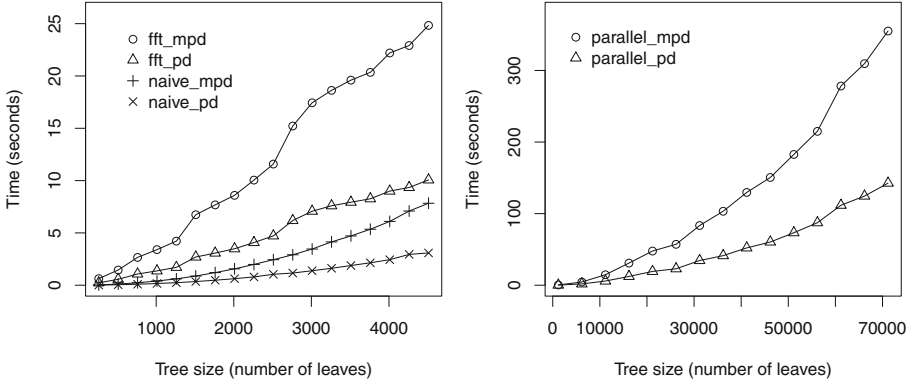 25
20
15
10
5
0
Time (seconds)
fft_mpd
fft_pd
naive_mpd
naive_pd
1000 2000 3000 4000
Tree size (number of leaves)
300
200
100
0
Time (seconds)
parallel_mpd
parallel_pd
0 10000 30000 50000 70000
Tree size (number of leaves)